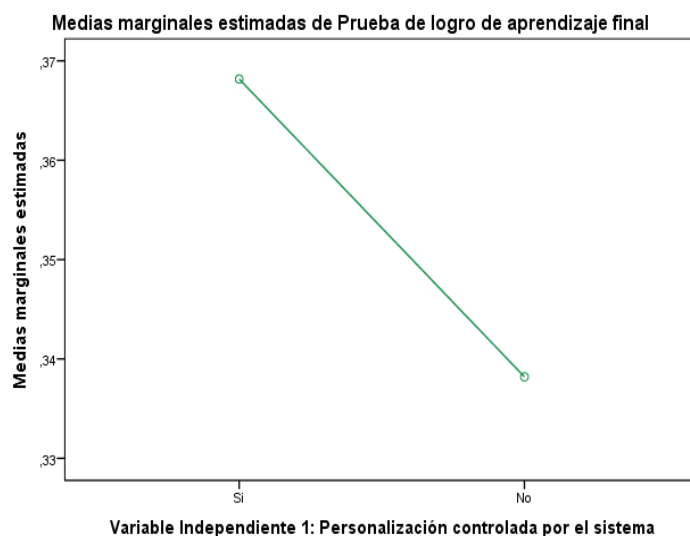 Medias marginales estimadas de Prueba de logro de aprendizaje final
Medias marginales estimadas
,37
,36
,35
,34
,33
Si
No
Variable Independiente 1: Personalización controlada por el sistema